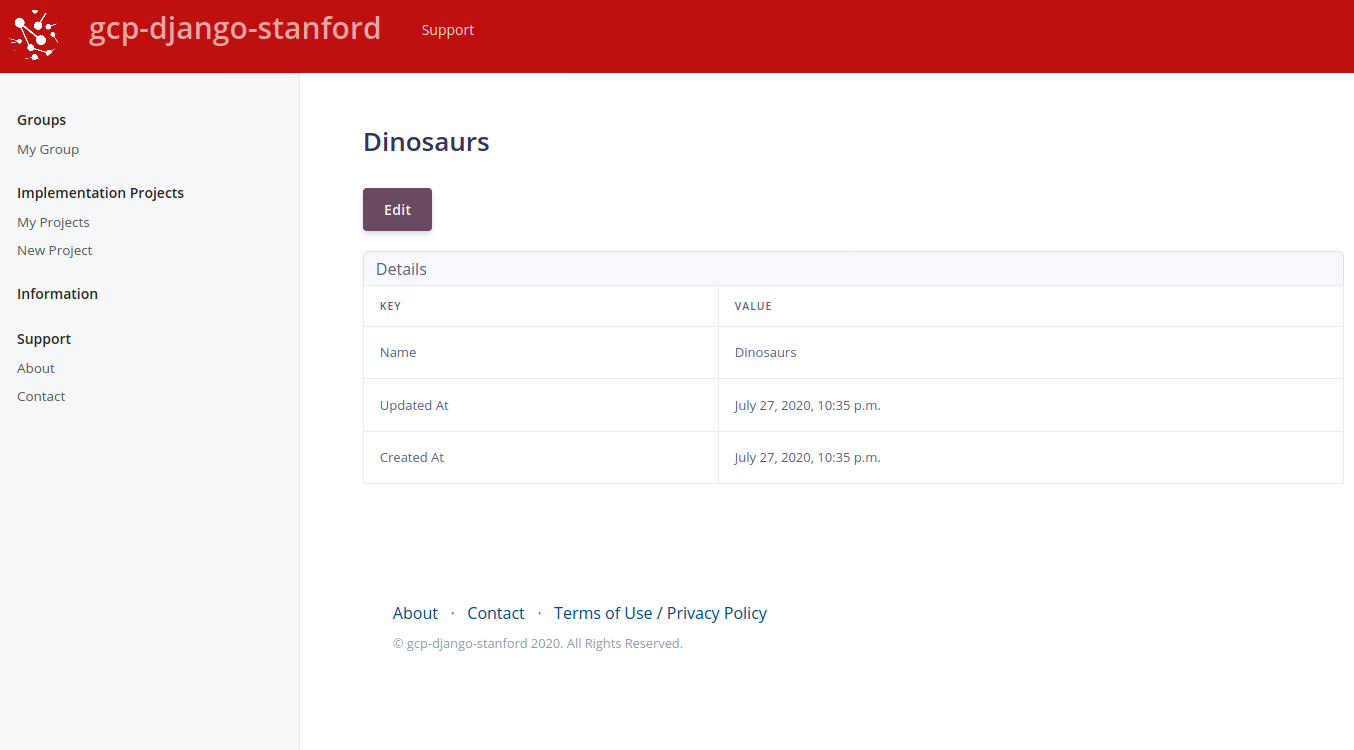 gcp-django-stanford
Support
Groups
My Group
Implementation Projects
My Projects
New Project
Information
Support
About
Contact
Dinosaurs
Edit
Details
KEY VALUE
Name Dinosaurs
Updated At July 27, 2020, 10:35 p.m.
Created At July 27, 2020, 10:35 p.m.
About · Contact · Terms of Use / Privacy Policy
© gcp-django-stanford 2020. All Rights Reserved.